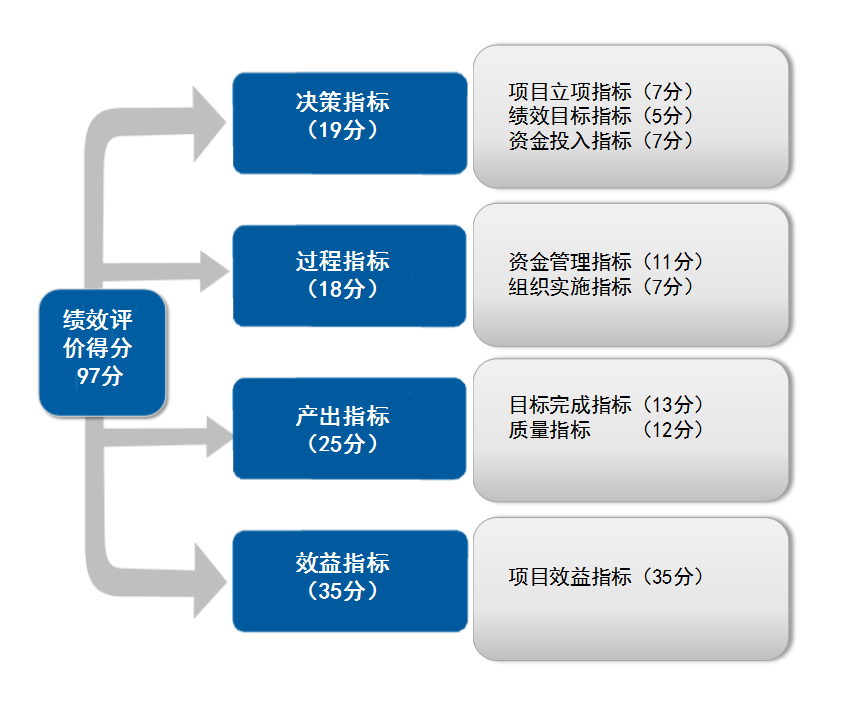 决策指标
（19分）
项目立项指标（7分）
绩效目标指标（5分）
资金投入指标（7分）
过程指标
（18分）
资金管理指标（11分）
组织实施指标（7分）
绩效评
价得分
97分
产出指标
（25分）
目标完成指标（13分）
质量指标　　（12分）
效益指标
（35分）
项目效益指标（35分）